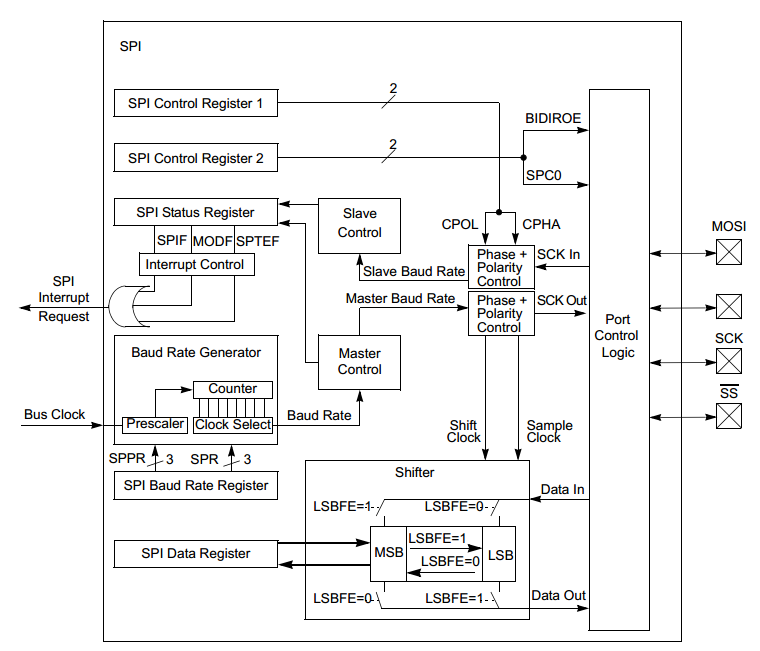 SPI
2
SPI Control Register 1
BIDIROE
2
SPI Control Register 2
SPC0
SPI Status Register
Slave
Control
CPOL
CPHA
MOSI
SPIF
MODF
SPTEF
Interrupt Control
Phase +
Polarity
Control
SCK In
Slave Baud Rate
SPI
Interrupt
Request
Master Baud Rate
Phase +
Polarity
Control
SCK Out
Port
Control
Logic
SCK
Baud Rate Generator
Master
Control
Counter
SS
Bus Clock
Prescaler
Clock Select
Baud Rate
Shift
Clock
Sample
Clock
SPPR
3
SPR
3
Shifter
SPI Baud Rate Register
Data In
LSBFE=1
LSBFE=0
SPI Data Register
MSB
LSBFE=1
LSBFE=0
LSB
LSBFE=0
LSBFE=1
Data Out